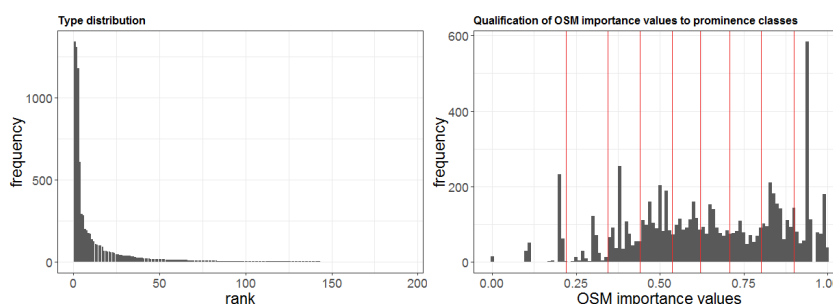 Type distribution
1000
500
0
frequency
0
50
100
150
200
rank
Qualification of OSM importance values to prominence classes
600
400
200
0
frequency
0.00
0.25
0.50
0.75
1.00
OSM importance values